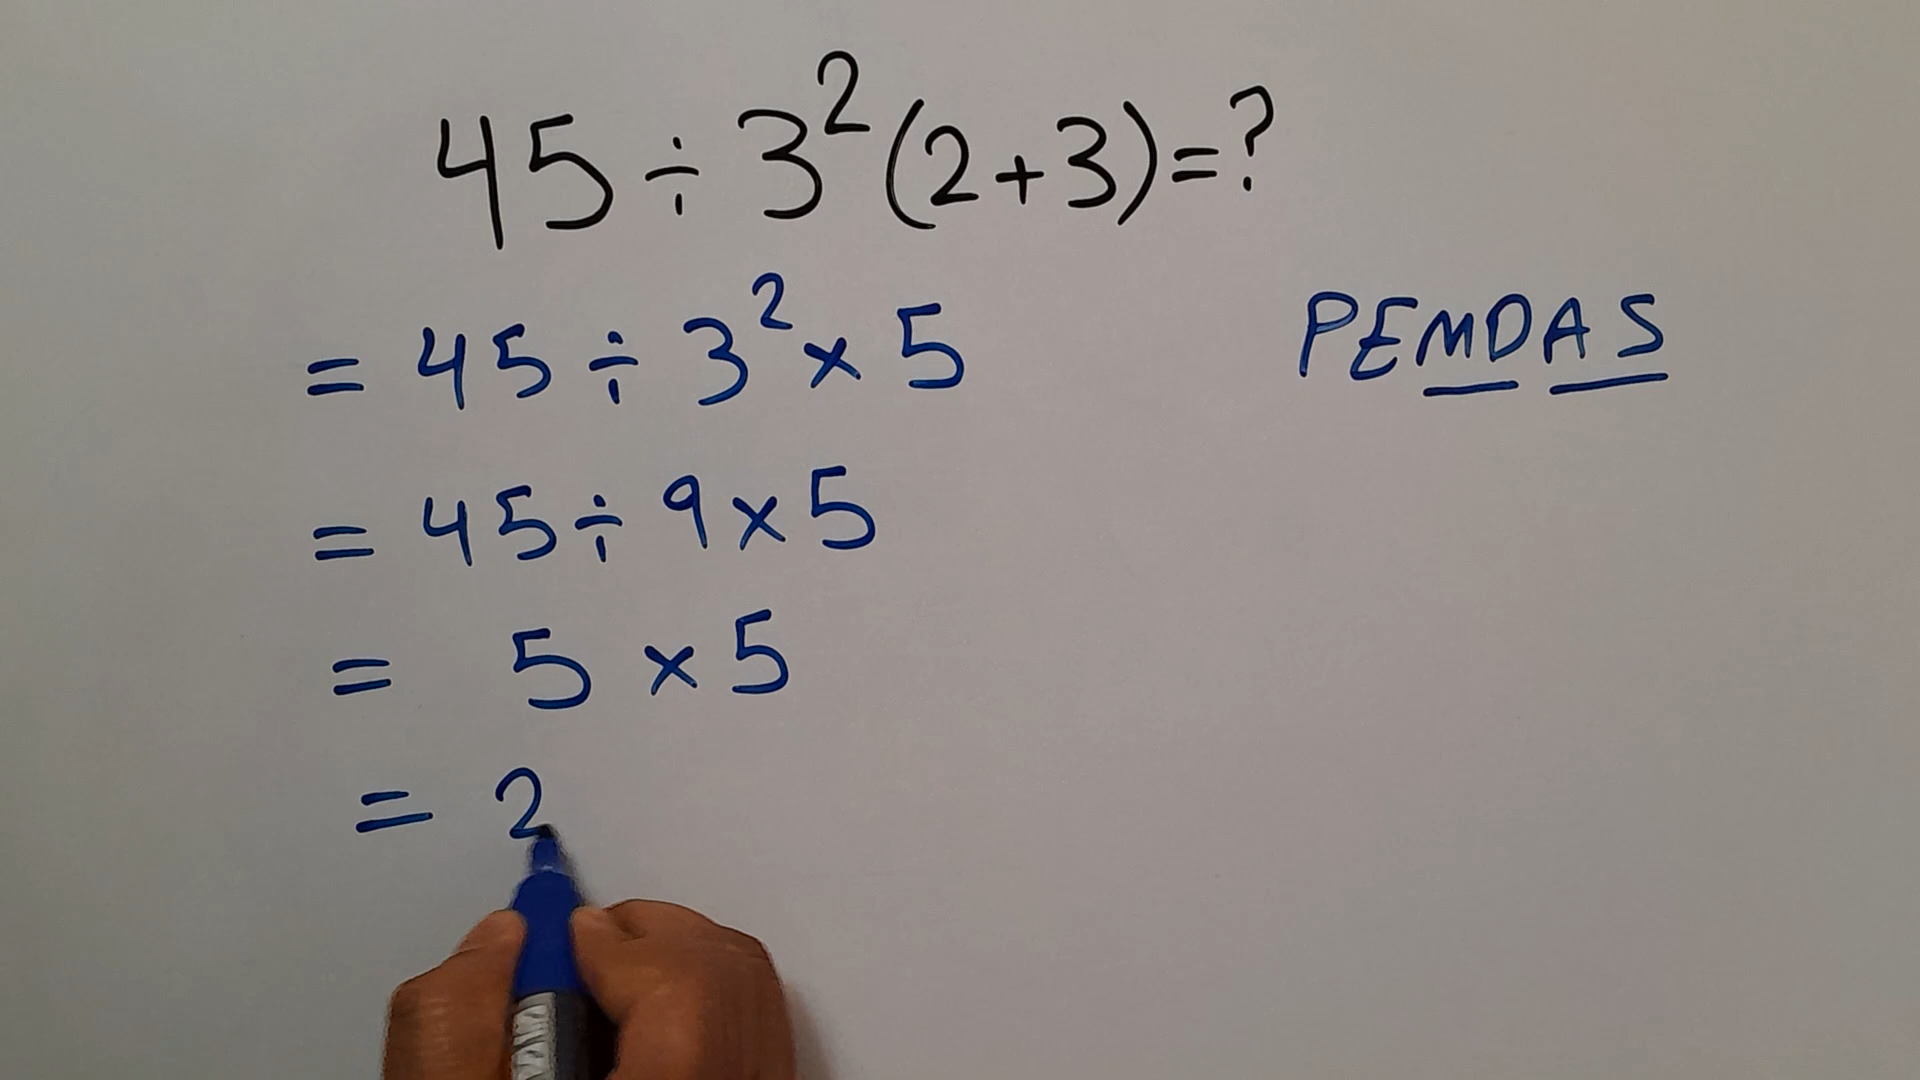 45 ÷ 3² (2+3) = ?
= 45 ÷ 3² × 5
PEMDAS
= 45 ÷ 9 × 5
= 5 × 5
= 2